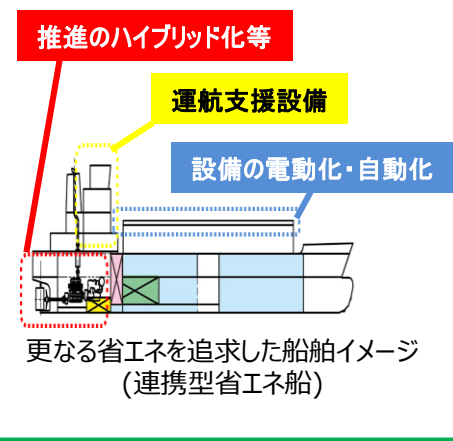 推進のハイブリッド化等
運航支援設備
設備の電動化・自動化
更なる省エネを追求した船舶イメージ
(連携型省エネ船)